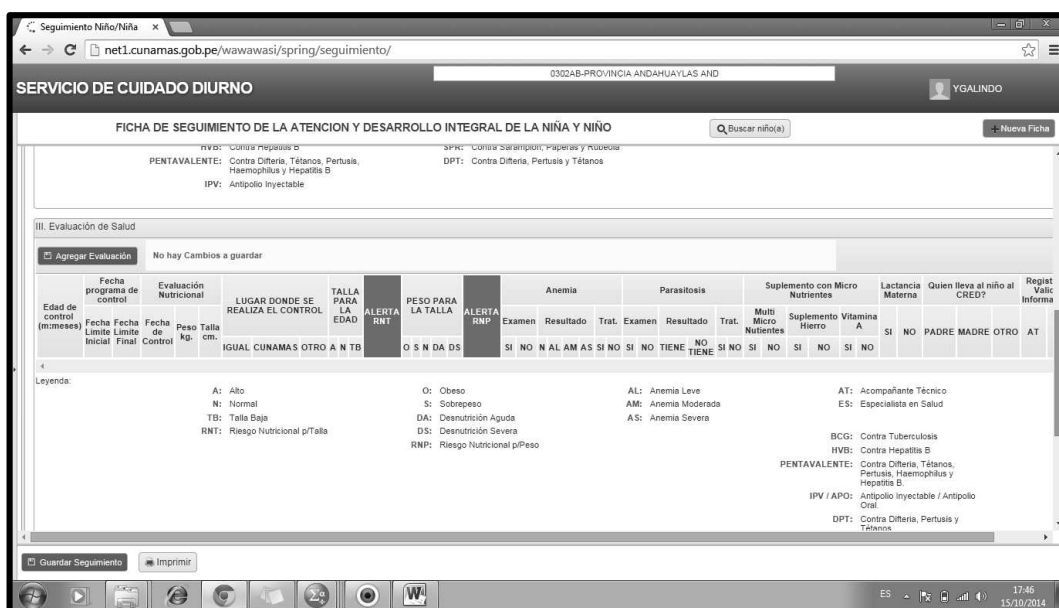 Seguimiento Niño/Niña
net1.cunamas.gob.pe/wawawasi/spring/seguimiento/
SERVICIO DE CUIDADO DIURNO
0302AB-PROVINCIA ANDAHUAYLAS AND
YGALINDO
FICHA DE SEGUIMIENTO DE LA ATENCION Y DESARROLLO INTEGRAL DE LA NIÑA Y NIÑO
Buscar niño(a)
+Nueva Ficha
HVB: Contra Hepatitis B
SPR: Contra Sarampión, Paperas y Rubeola
PENTAVALENTE: Contra Difteria, Tétanos, Pertusis,
Haemophilus y Hepatitis B
DPT: Contra Difteria, Pertusis y Tétanos
IPV: Antipolio Inyectable
III. Evaluación de Salud
Agregar Evaluación
No hay Cambios a guardar
Edad de control (m:meses)
Fecha programa de control
Fecha Limite Inicial
Fecha Limite Final
Evaluación Nutricional
Fecha de Control
Peso kg.
Talla cm.
LUGAR DONDE SE REALIZA EL CONTROL
IGUAL CUNAMAS OTRO
TALLA PARA LA EDAD
A N TB
ALERTA RNT
PESO PARA LA TALLA
O S N DA DS
ALERTA RNP
Anemia
Examen Resultado Trat.
SI NO N AL AM AS SI NO
Parasitosis
Examen Resultado Trat.
SI NO TIENE NO TIENE SI NO
Suplemento con Micro Nutrientes
Multi Micro Nutientes
SI NO
Suplemento Hierro
SI NO
Vitamina A
SI NO
Lactancia Materna
SI NO
Quien lleva al niño al CRED?
PADRE MADRE OTRO
Regist
Valic
Informa
AT
Leyenda:
A: Alto
N: Normal
TB: Talla Baja
RNT: Riesgo Nutricional p/Talla
O: Obeso
S: Sobrepeso
DA: Desnutrición Aguda
DS: Desnutrición Severa
RNP: Riesgo Nutricional p/Peso
AL: Anemia Leve
AM: Anemia Moderada
AS: Anemia Severa
AT: Acompañante Técnico
ES: Especialista en Salud
BCG: Contra Tuberculosis
HVB: Contra Hepatitis B
PENTAVALENTE: Contra Difteria, Tétanos,
Pertusis, Haemophilus y
Hepatitis B.
IPV / APO: Antipolio Inyectable / Antipolio
Oral.
DPT: Contra Difteria, Pertusis y
Tétanos
Guardar Seguimiento
Imprimir
ES
17:46
15/10/2014